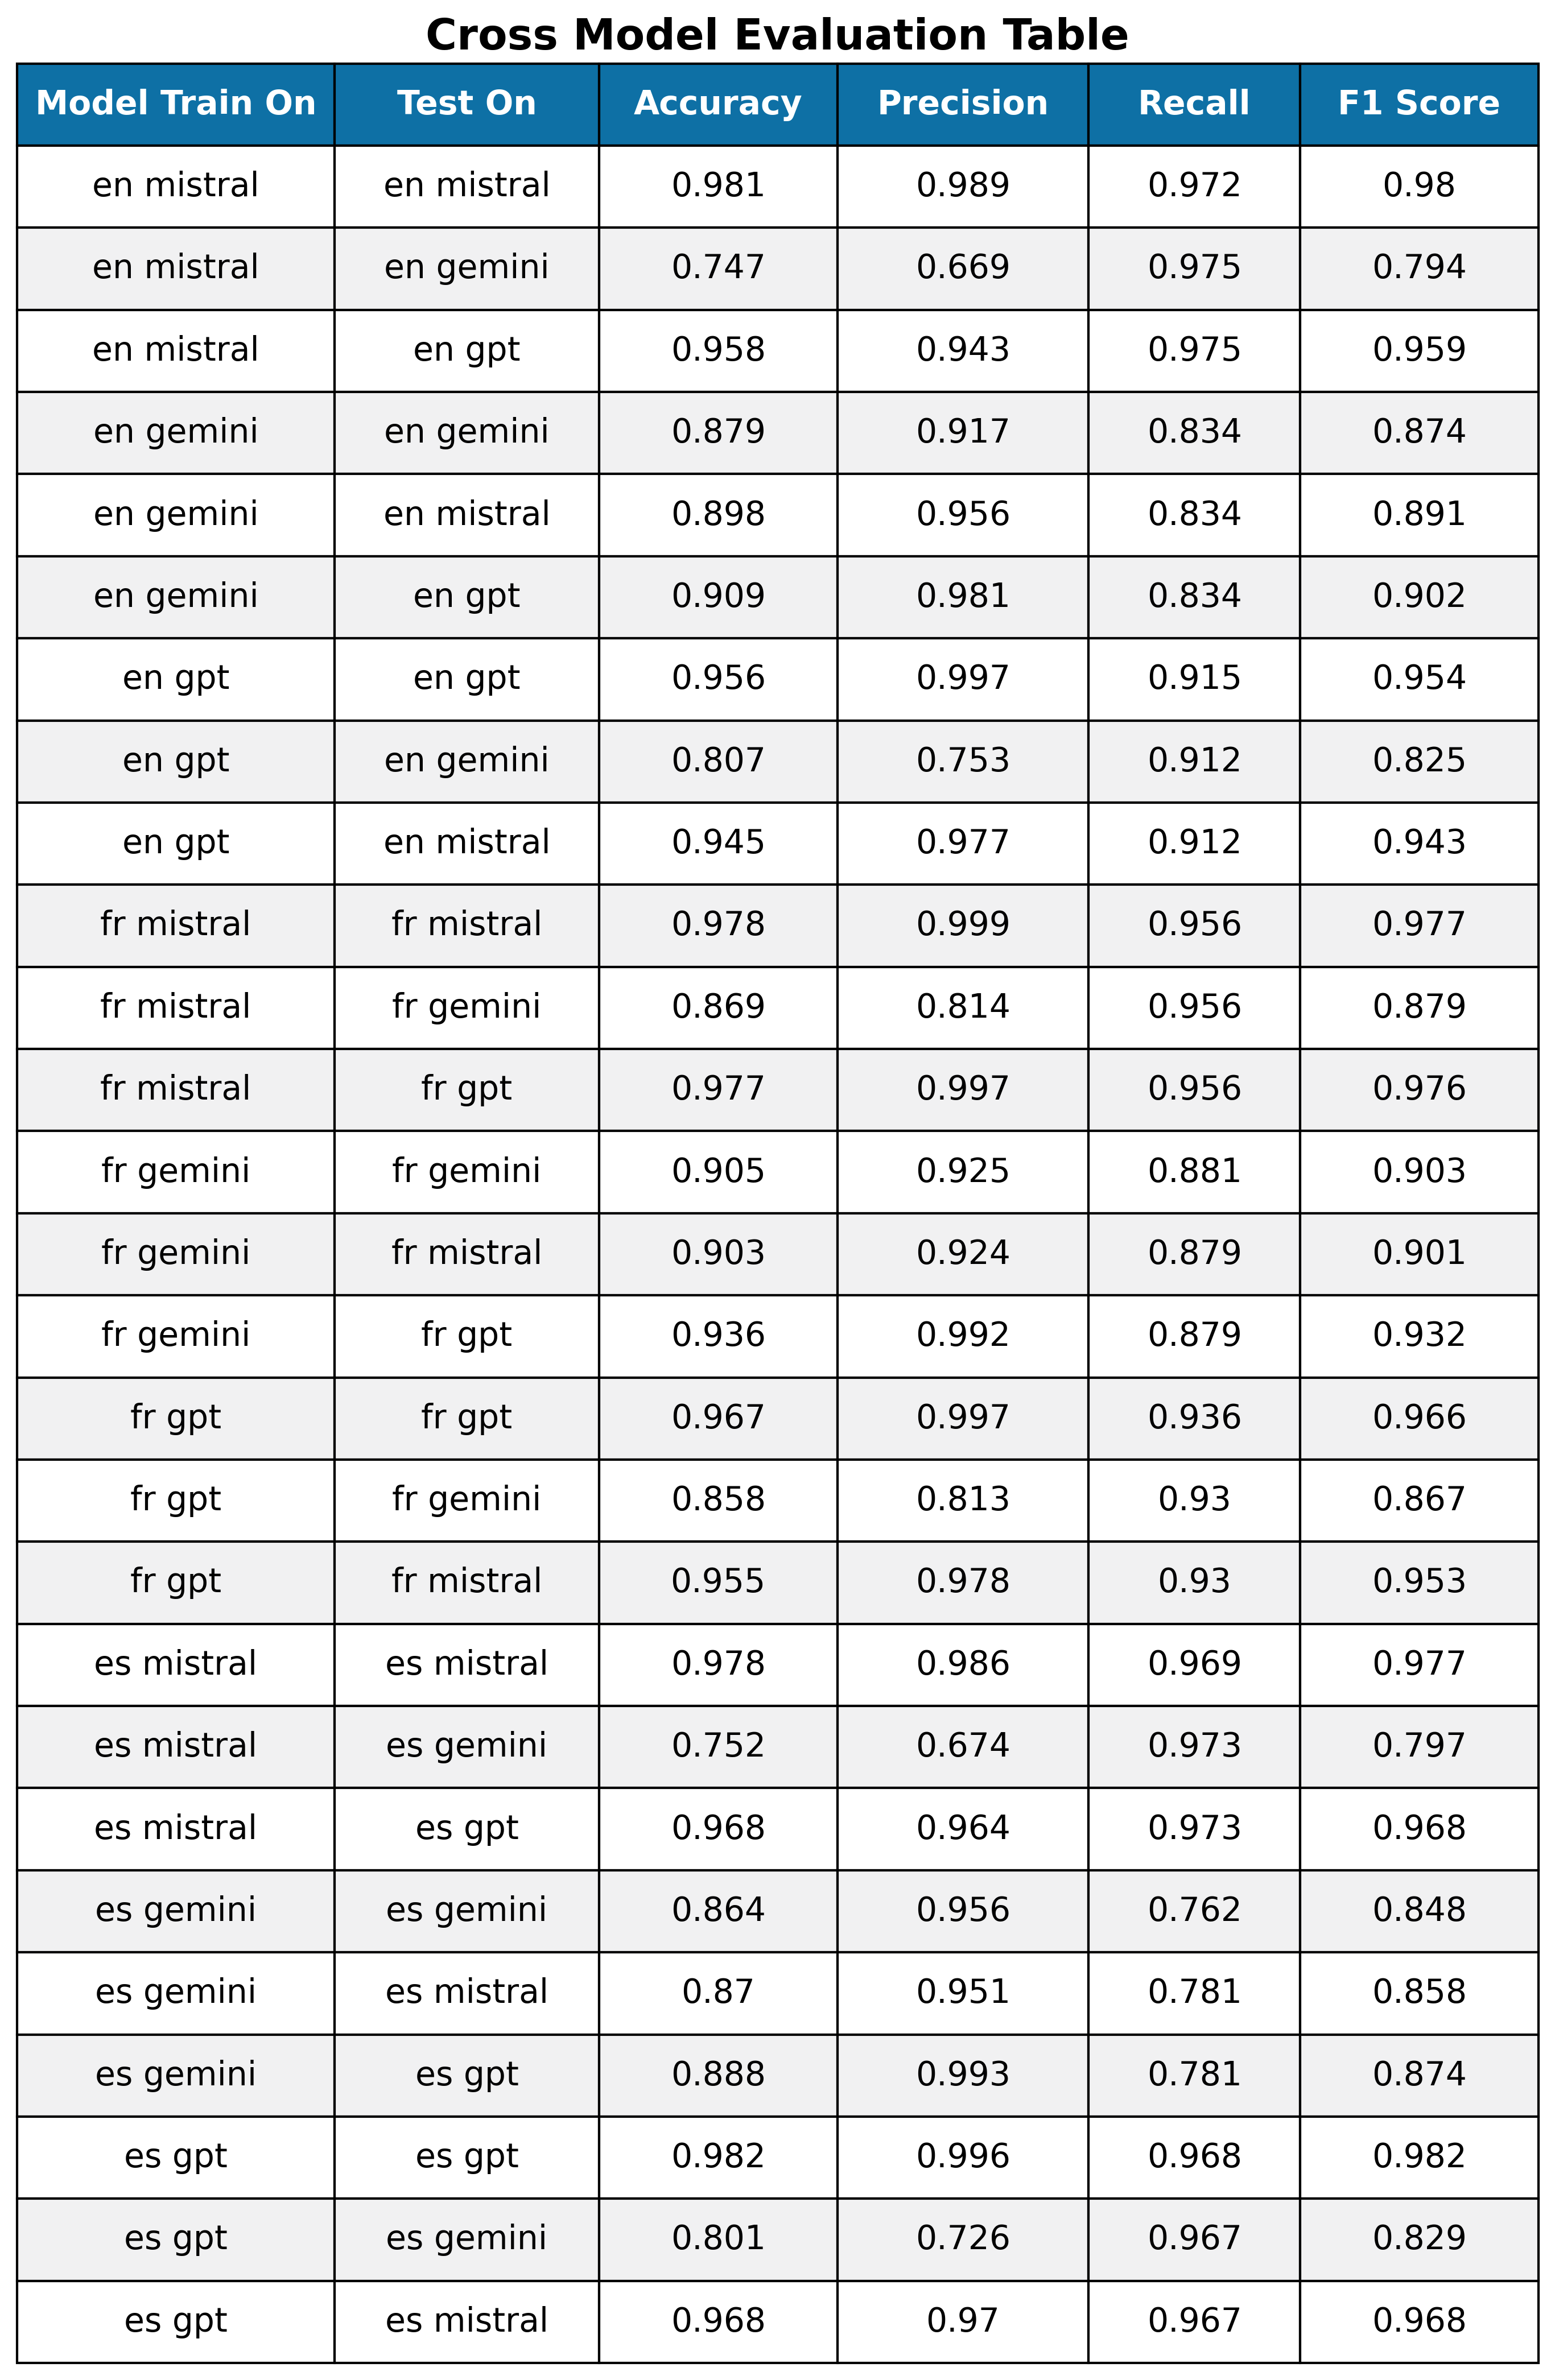 Cross Model Evaluation Table
Model Train On Test On Accuracy Precision Recall F1 Score
en mistral en mistral 0.981 0.989 0.972 0.98
en mistral en gemini 0.747 0.669 0.975 0.794
en mistral en gpt 0.958 0.943 0.975 0.959
en gemini en gemini 0.879 0.917 0.834 0.874
en gemini en mistral 0.898 0.956 0.834 0.891
en gemini en gpt 0.909 0.981 0.834 0.902
en gpt en gpt 0.956 0.997 0.915 0.954
en gpt en gemini 0.807 0.753 0.912 0.825
en gpt en mistral 0.945 0.977 0.912 0.943
fr mistral fr mistral 0.978 0.999 0.956 0.977
fr mistral fr gemini 0.869 0.814 0.956 0.879
fr mistral fr gpt 0.977 0.997 0.956 0.976
fr gemini fr gemini 0.905 0.925 0.881 0.903
fr gemini fr mistral 0.903 0.924 0.879 0.901
fr gemini fr gpt 0.936 0.992 0.879 0.932
fr gpt fr gpt 0.967 0.997 0.936 0.966
fr gpt fr gemini 0.858 0.813 0.93 0.867
fr gpt fr mistral 0.955 0.978 0.93 0.953
es mistral es mistral 0.978 0.986 0.969 0.977
es mistral es gemini 0.752 0.674 0.973 0.797
es mistral es gpt 0.968 0.964 0.973 0.968
es gemini es gemini 0.864 0.956 0.762 0.848
es gemini es mistral 0.87 0.951 0.781 0.858
es gemini es gpt 0.888 0.993 0.781 0.874
es gpt es gpt 0.982 0.996 0.968 0.982
es gpt es gemini 0.801 0.726 0.967 0.829
es gpt es mistral 0.968 0.97 0.967 0.968